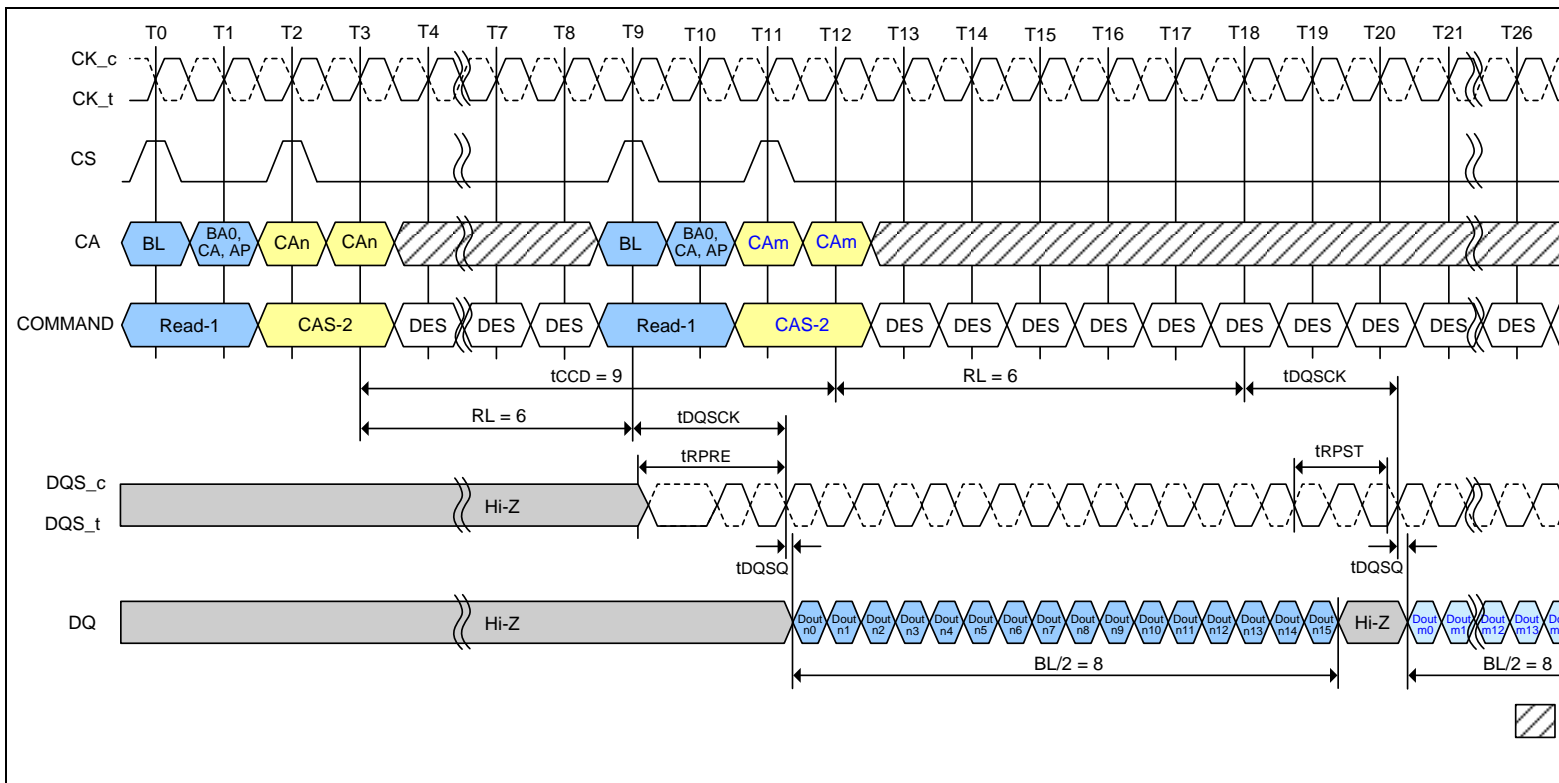 T0 T1 T2 T3 T4 T7 T8 T9 T10 T11 T12 T13 T14 T15 T16 T17 T18 T19 T20 T21 T26
CK_c
CK_t
CS
CA BL BA0, CA, AP CAn CAn BL BA0, CA, AP CAm CAm
COMMAND Read-1 CAS-2 DES DES DES Read-1 CAS-2 DES DES DES DES DES DES DES DES DES DES
tCCD = 9 RL = 6 tDQSCK
RL = 6 tDQSCK
tRPRE tRPST
DQS_c
Hi-Z
DQS_t
tDQSQ tDQSQ
DQ Hi-Z Dout n0 Dout n1 Dout n2 Dout n3 Dout n4 Dout n5 Dout n6 Dout n7 Dout n8 Dout n9 Dout n10 Dout n11 Dout n12 Dout n13 Dout n14 Dout n15 Hi-Z Dout m0 Dout m1 Dout m12 Dout m13
BL/2 = 8 BL/2 = 8